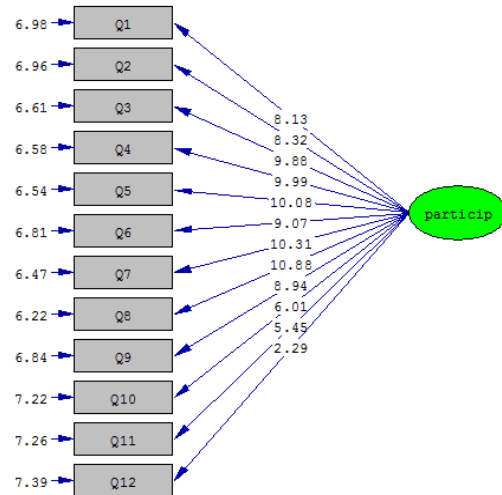 6.98 Q1
6.96 Q2
6.61 Q3
6.58 Q4
6.54 Q5
6.81 Q6
6.47 Q7
6.22 Q8
6.84 Q9
7.22 Q10
7.26 Q11
7.39 Q12
8.13
8.32
9.88
9.99
10.08
9.07
10.31
10.88
8.94
6.01
5.45
2.29
particip